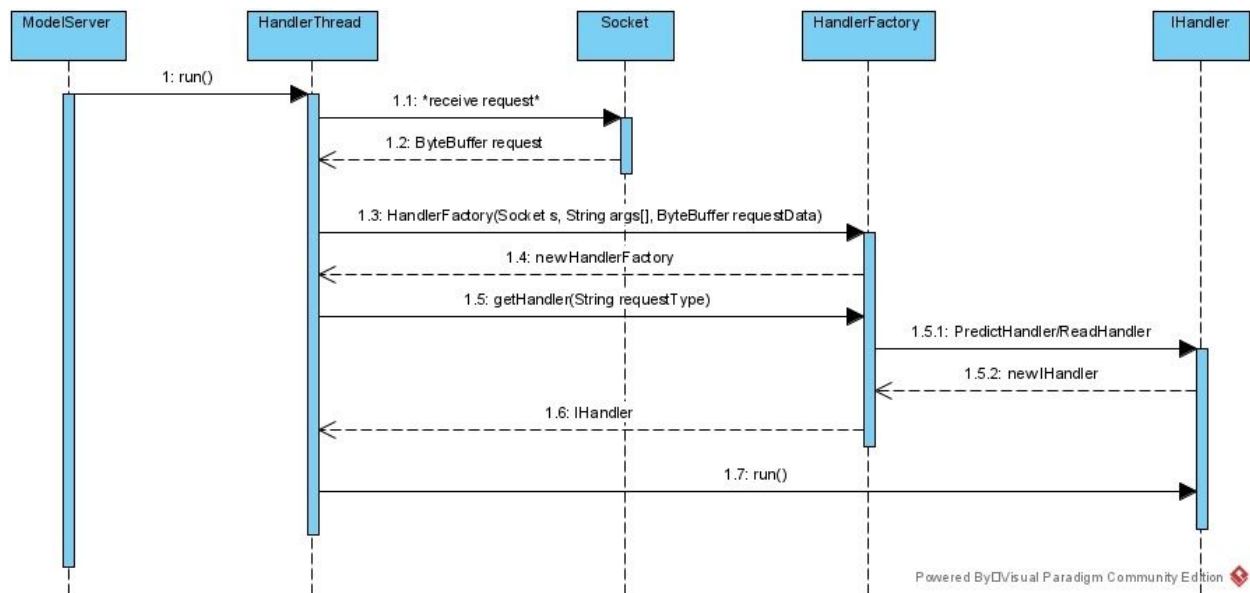 ModelServer
HandlerThread
Socket
HandlerFactory
IHandler
1: run()
1.1: *receive request*
1.2: ByteBuffer request
1.3: HandlerFactory(Socket s, String args[], ByteBuffer requestData)
1.4: newHandlerFactory
1.5: getHandler(String requestType)
1.5.1: PredictHandler/ReadHandler
1.5.2: newIHandler
1.6: IHandler
1.7: run()
Powered By□Visual Paradigm Community Edition